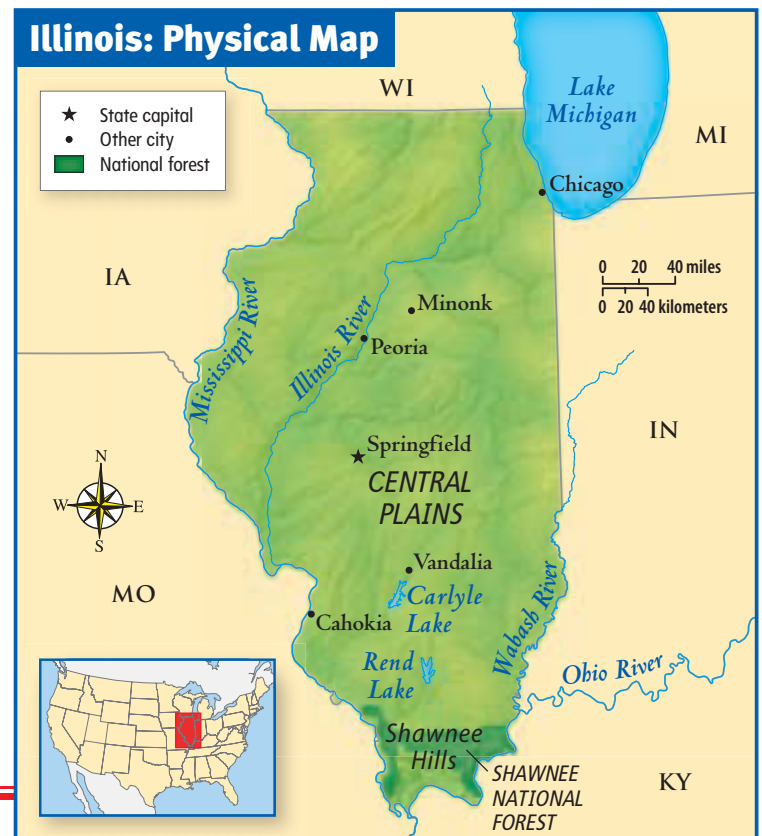 Illinois: Physical Map
WI
Lake
Michigan
MI
★ State capital
• Other city
National forest
Chicago
IA
0 20 40 miles
0 20 40 kilometers
Mississippi River
Illinois River
Minonk
Peoria
IN
Springfield
CENTRAL
PLAINS
N
W E
S
Vandalia
MO
Carlyle
Lake
Cahokia
Wabash River
Rend
Lake
Ohio River
Shawnee
Hills
SHAWNEE
NATIONAL
FOREST
KY